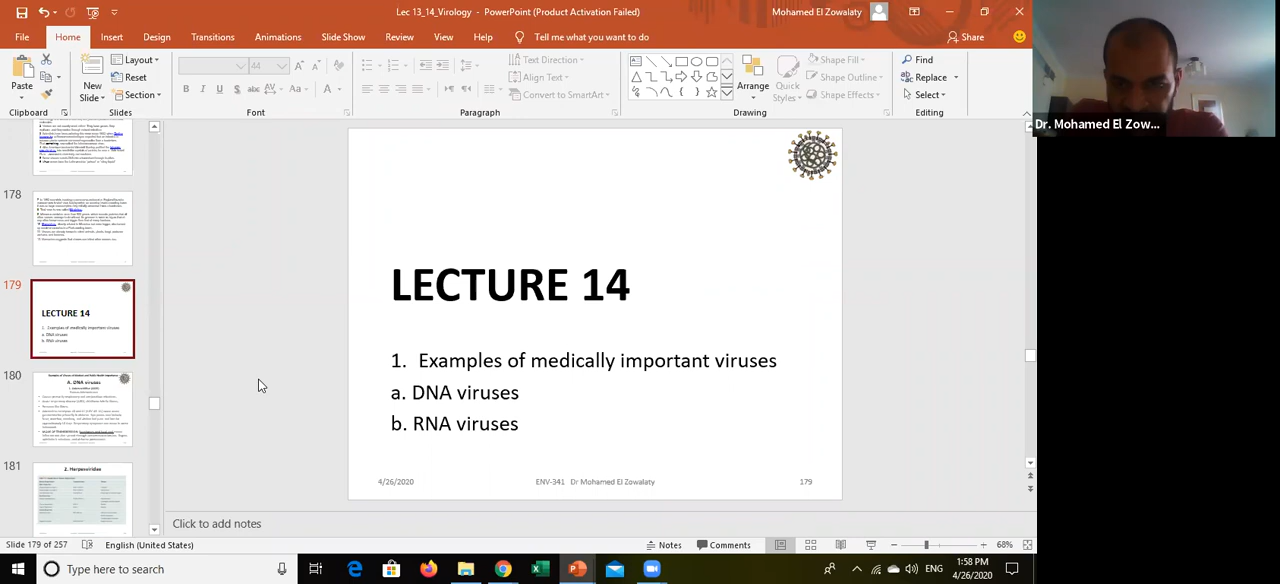 Lec 13_14_Virology - PowerPoint (Product Activation Failed)
Mohamed El Zowalaty
File Home Insert Design Transitions Animations Slide Show Review View Help Tell me what you want to do
Share
Paste
Clipboard
New Slide
Layout
Reset
Section
Slides
44
Font
Paragraph
Text Direction
Align Text
Convert to SmartArt
Arrange
Quick Styles
Shape Fill
Shape Outline
Shape Effects
Drawing
Find
Replace
Select
Editing
Dr. Mohamed El Zow...
178
179
LECTURE 14
1. Examples of medically important viruses
a. DNA viruses
b. RNA viruses
180
A. DNA viruses
181
2. Herpesviridae
LECTURE 14
1. Examples of medically important viruses
a. DNA viruses
b. RNA viruses
4/26/2020 ENV-341 Dr Mohamed El Zowalaty 179
Click to add notes
Slide 179 of 257 English (United States) Notes Comments 68%
Type here to search
ENG
1:58 PM
4/26/2020